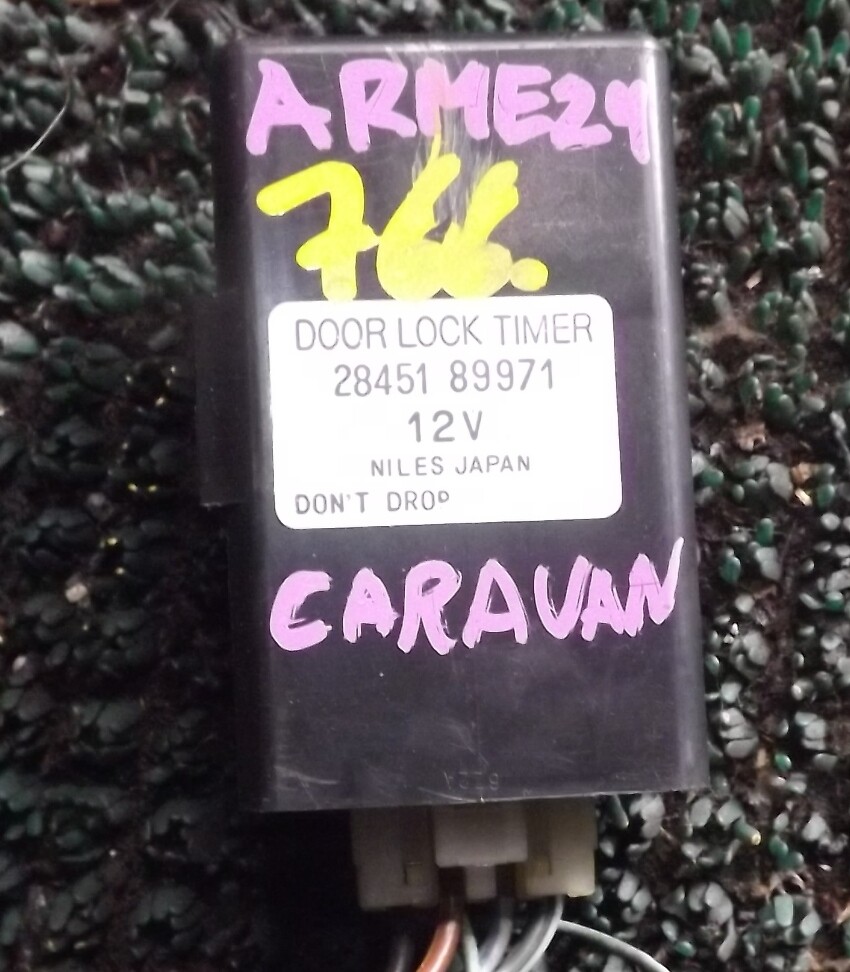 ARME24
766.
DOOR LOCK TIMER
28451 89971
12V
NILES JAPAN
DON'T DROP
CARAVAN